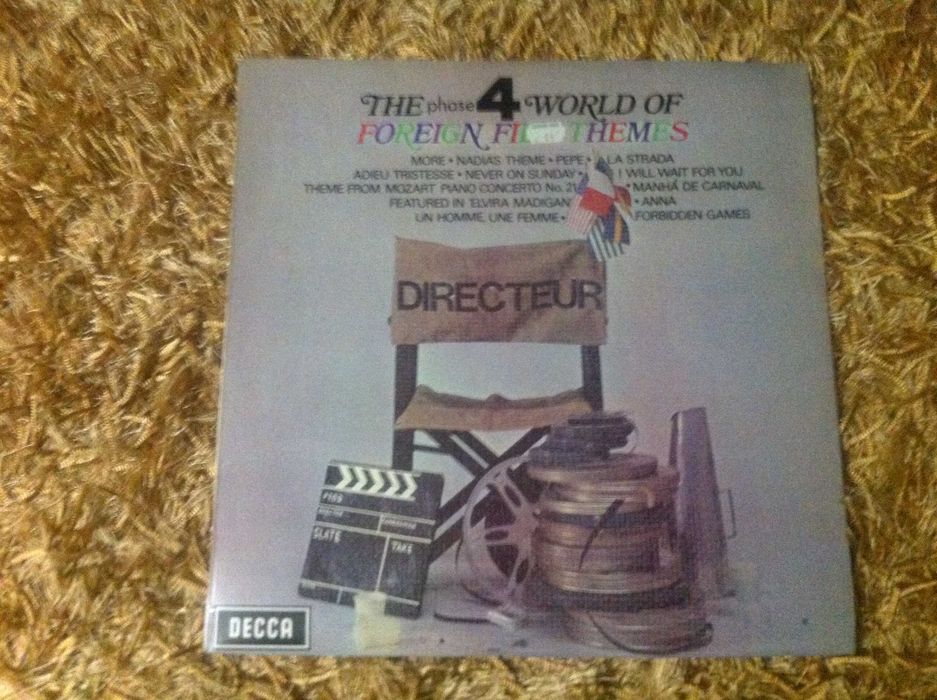 THE phase 4 WORLD OF
FOREIGN FI THEMES
MORE • NADIA'S THEME • PEPE • LA STRADA
ADIEU TRISTESSE • NEVER ON SUNDAY • I WILL WAIT FOR YOU
THEME FROM MOZART PIANO CONCERTO No. 21 • MANHÁ DE CARNAVAL
FEATURED IN 'ELVIRA MADIGAN' • ANNA
UN HOMME, UNE FEMME • FORBIDDEN GAMES
DIRECTEUR
SLATE TAKE
DECCA